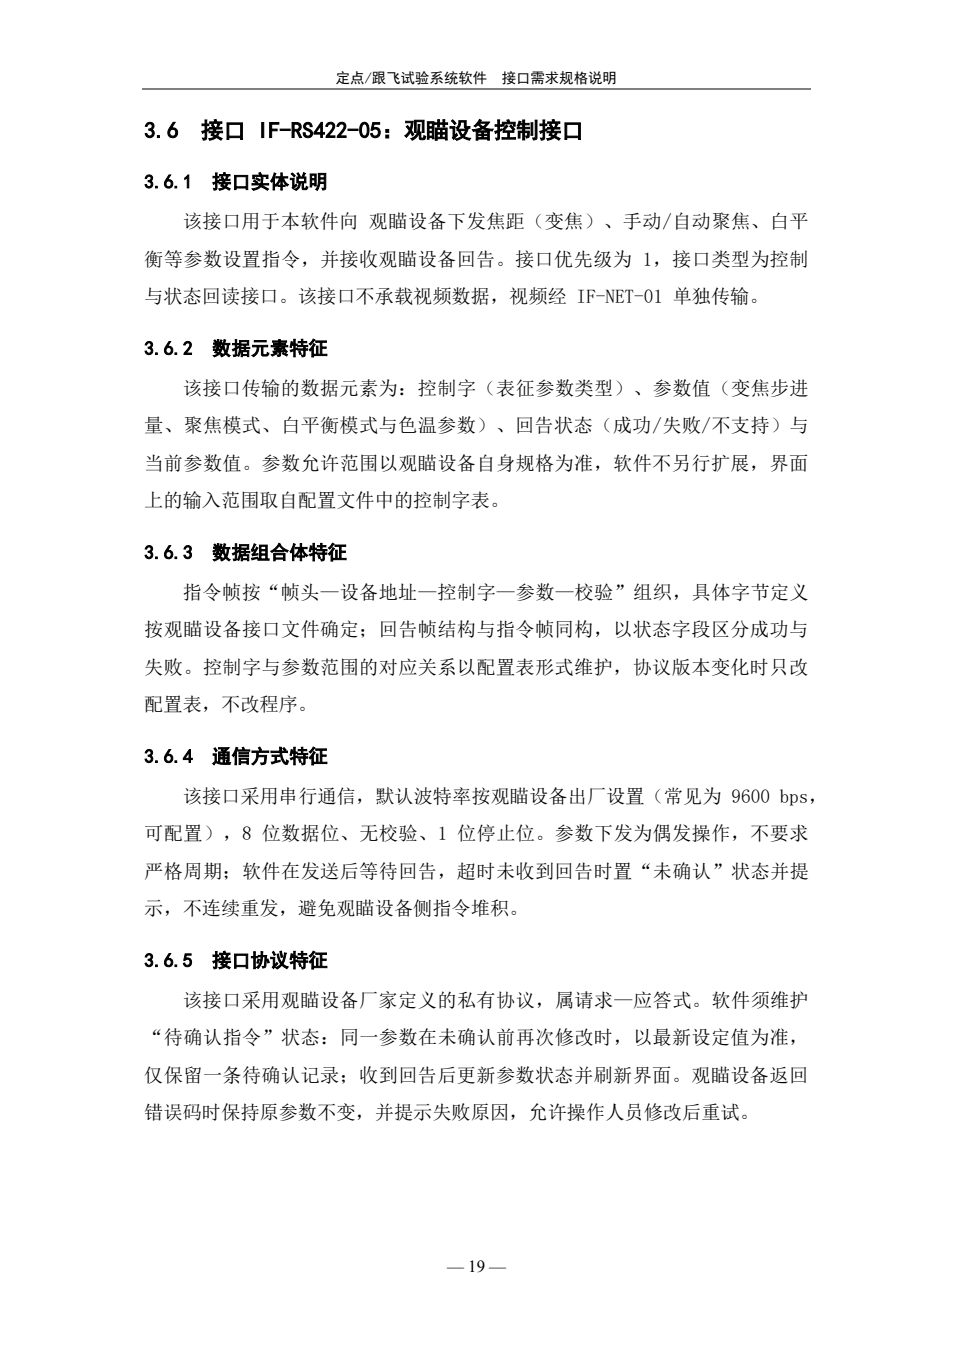 定点/跟飞试验系统软件　接口需求规格说明
3.6　接口 IF-RS422-05：观瞄设备控制接口
3.6.1　接口实体说明
该接口用于本软件向 观瞄设备下发焦距（变焦）、手动/自动聚焦、白平
衡等参数设置指令，并接收观瞄设备回告。接口优先级为 1，接口类型为控制
与状态回读接口。该接口不承载视频数据，视频经 IF-NET-01 单独传输。
3.6.2　数据元素特征
该接口传输的数据元素为：控制字（表征参数类型）、参数值（变焦步进
量、聚焦模式、白平衡模式与色温参数）、回告状态（成功/失败/不支持）与
当前参数值。参数允许范围以观瞄设备自身规格为准，软件不另行扩展，界面
上的输入范围取自配置文件中的控制字表。
3.6.3　数据组合体特征
指令帧按“帧头—设备地址—控制字—参数—校验”组织，具体字节定义
按观瞄设备接口文件确定；回告帧结构与指令帧同构，以状态字段区分成功与
失败。控制字与参数范围的对应关系以配置表形式维护，协议版本变化时只改
配置表，不改程序。
3.6.4　通信方式特征
该接口采用串行通信，默认波特率按观瞄设备出厂设置（常见为 9600 bps，
可配置），8 位数据位、无校验、1 位停止位。参数下发为偶发操作，不要求
严格周期；软件在发送后等待回告，超时未收到回告时置“未确认”状态并提
示，不连续重发，避免观瞄设备侧指令堆积。
3.6.5　接口协议特征
该接口采用观瞄设备厂家定义的私有协议，属请求—应答式。软件须维护
“待确认指令”状态：同一参数在未确认前再次修改时，以最新设定值为准，
仅保留一条待确认记录；收到回告后更新参数状态并刷新界面。观瞄设备返回
错误码时保持原参数不变，并提示失败原因，允许操作人员修改后重试。
— 19 —